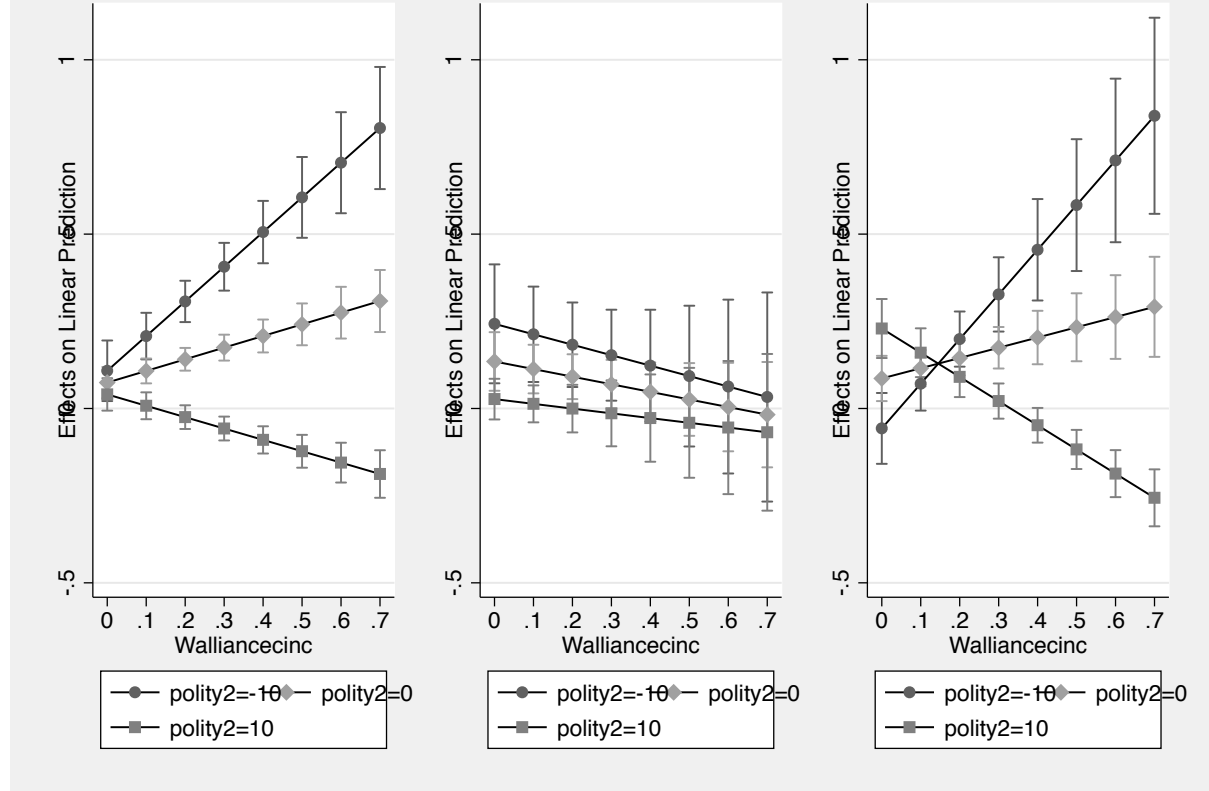 Effects on Linear Prediction
1
.5
0
-.5
0 .1 .2 .3 .4 .5 .6 .7
Walliancecinc
polity2=-10 polity2=0
polity2=10
Effects on Linear Prediction
1
.5
0
-.5
0 .1 .2 .3 .4 .5 .6 .7
Walliancecinc
polity2=-10 polity2=0
polity2=10
Effects on Linear Prediction
1
.5
0
-.5
0 .1 .2 .3 .4 .5 .6 .7
Walliancecinc
polity2=-10 polity2=0
polity2=10